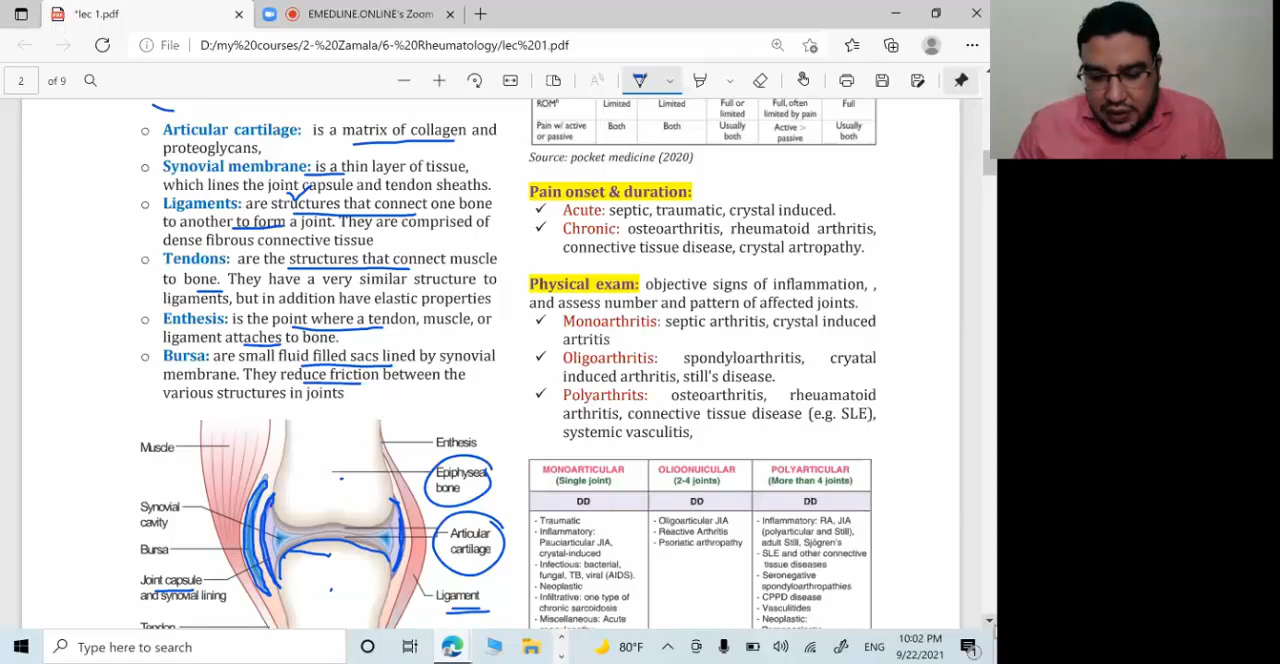 *lec 1.pdf
EMEDLINE.ONLINE's Zoom
File
D:/my%20courses/2-%20Zamala/6-%20Rheumatology/lec%201.pdf
2 of 9
Articular cartilage: is a matrix of collagen and
proteoglycans,
Synovial membrane: is a thin layer of tissue,
which lines the joint capsule and tendon sheaths.
Ligaments: are structures that connect one bone
to another to form a joint. They are comprised of
dense fibrous connective tissue
Tendons: are the structures that connect muscle
to bone. They have a very similar structure to
ligaments, but in addition have elastic properties
Enthesis: is the point where a tendon, muscle, or
ligament attaches to bone.
Bursa: are small fluid filled sacs lined by synovial
membrane. They reduce friction between the
various structures in joints
Muscle
Synovial
cavity
Bursa
Joint capsule
and synovial lining
Tendon
Enthesis
Epiphyseal
bone
Articular
cartilage
Ligament
ROM⁶ Limited Limited Full or limited Full, often limited by pain Full
Pain w/ active or passive Both Both Usually both Active > passive Usually both
Source: pocket medicine (2020)
Pain onset & duration:
Acute: septic, traumatic, crystal induced.
Chronic: osteoarthritis, rheumatoid arthritis,
connective tissue disease, crystal artropathy.
Physical exam: objective signs of inflammation, ,
and assess number and pattern of affected joints.
Monoarthritis: septic arthritis, crystal induced
artritis
Oligoarthritis: spondyloarthritis, crystal
induced arthritis, still's disease.
Polyarthrits: osteoarthritis, rheuamatoid
arthritis, connective tissue disease (e.g. SLE),
systemic vasculitis,
MONOARTICULAR
(Single joint)
DD
- Traumatic
- Inflammatory:
Pauciarticular JIA,
crystal-induced
- Infectious: bacterial,
fungal, TB, viral (AIDS).
- Neoplastic
- Infiltrative: one type of
chronic sarcoidosis
- Miscellaneous: Acute
OLIOONUICULAR
(2-4 joints)
DD
- Oligoarticular JIA
- Reactive Arthritis
- Psoriatic arthropathy
POLYARTICULAR
(More than 4 joints)
DD
- Inflammatory: RA, JIA
(polyarticular and Still),
adult Still, Sjögren's
- SLE and other connective
tissue diseases
- Seronegative
spondyloarthropathies
- CPPD disease
- Vasculitides
- Neoplastic:
Type here to search
80°F
ENG
10:02 PM
9/22/2021
1